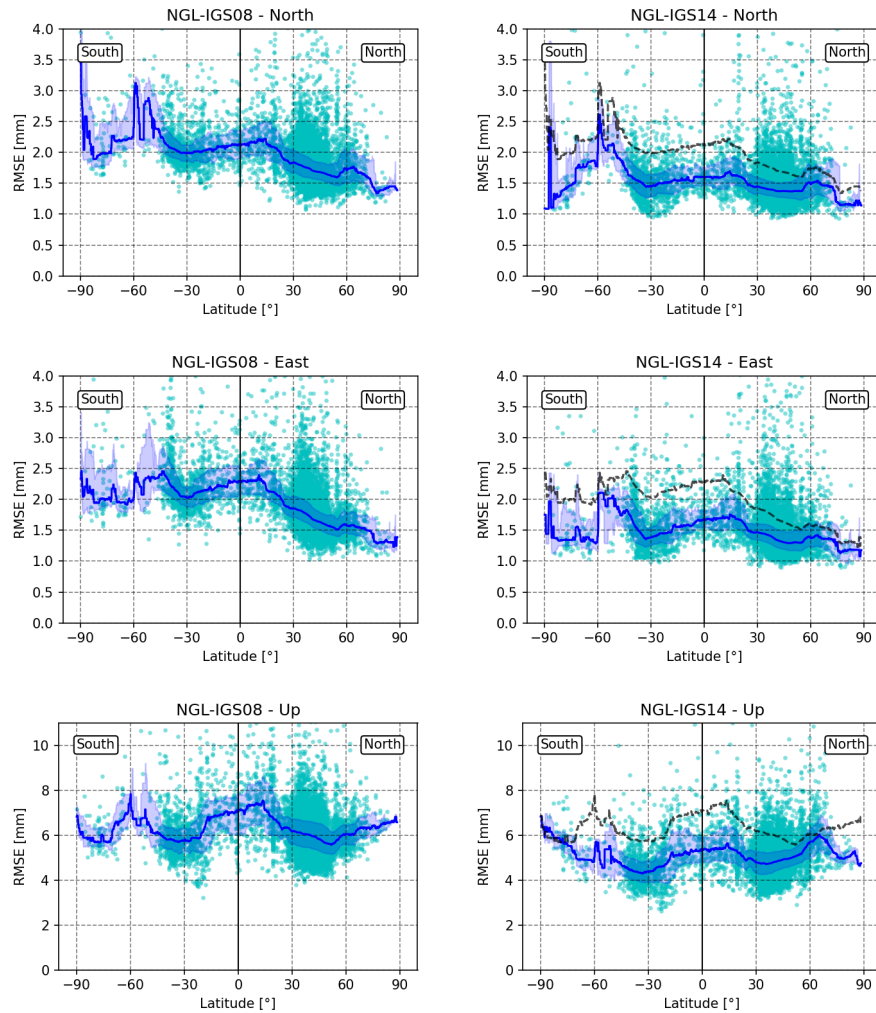 NGL-IGS08 - North
4.0
3.5
3.0
2.5
2.0
1.5
1.0
0.5
0.0
RMSE [mm]
South
North
−90 −60 −30 0 30 60 90
Latitude [°]
NGL-IGS14 - North
4.0
3.5
3.0
2.5
2.0
1.5
1.0
0.5
0.0
RMSE [mm]
South
North
−90 −60 −30 0 30 60 90
Latitude [°]
NGL-IGS08 - East
4.0
3.5
3.0
2.5
2.0
1.5
1.0
0.5
0.0
RMSE [mm]
South
North
−90 −60 −30 0 30 60 90
Latitude [°]
NGL-IGS14 - East
4.0
3.5
3.0
2.5
2.0
1.5
1.0
0.5
0.0
RMSE [mm]
South
North
−90 −60 −30 0 30 60 90
Latitude [°]
NGL-IGS08 - Up
10
8
6
4
2
0
RMSE [mm]
South
North
−90 −60 −30 0 30 60 90
Latitude [°]
NGL-IGS14 - Up
10
8
6
4
2
0
RMSE [mm]
South
North
−90 −60 −30 0 30 60 90
Latitude [°]